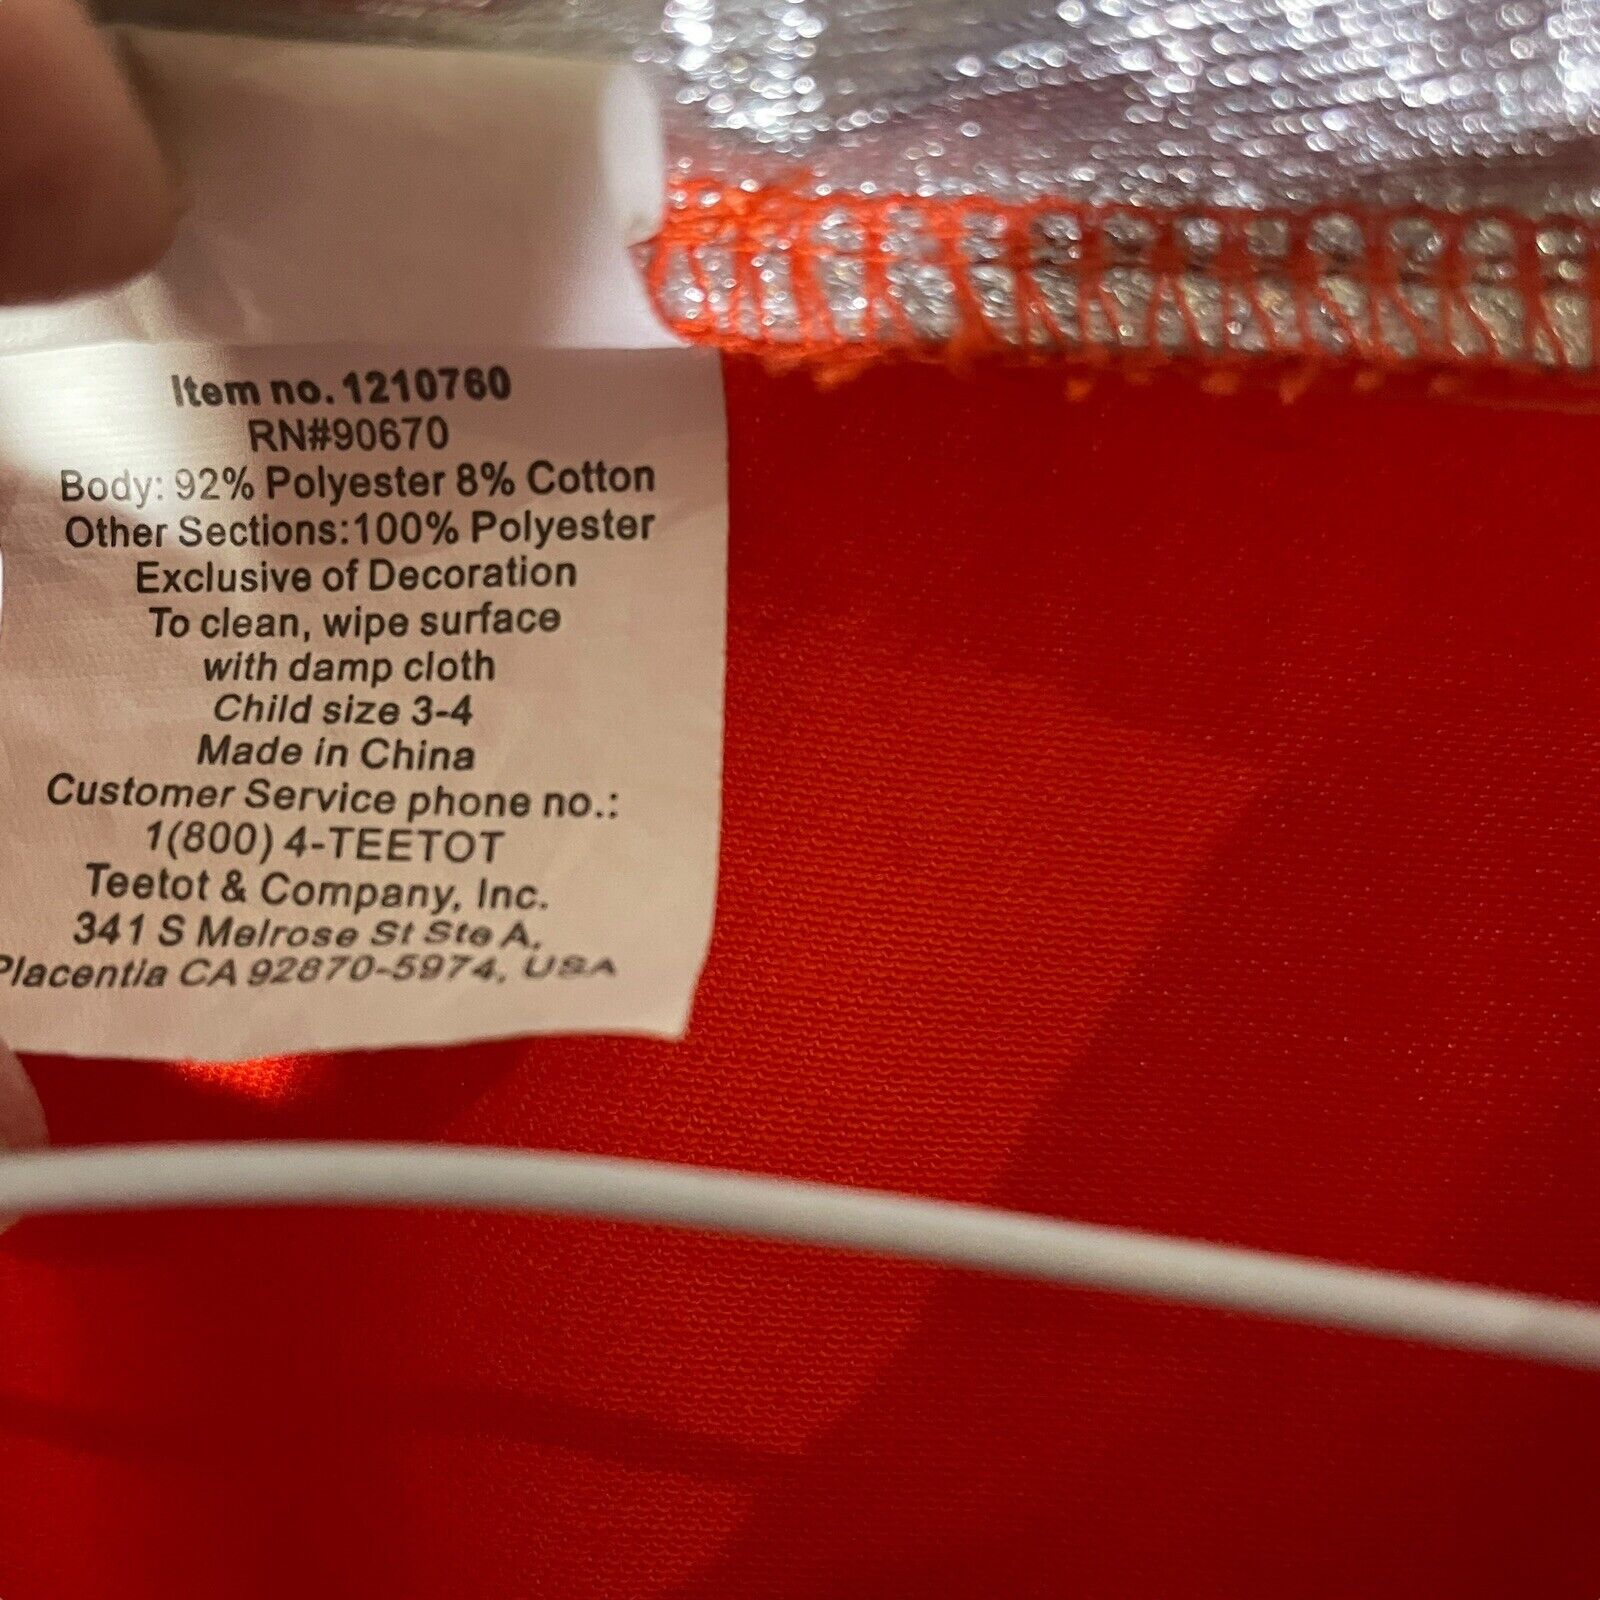 Item no. 1210760
RN#90670
Body: 92% Polyester 8% Cotton
Other Sections:100% Polyester
Exclusive of Decoration
To clean, wipe surface
with damp cloth
Child size 3-4
Made in China
Customer Service phone no.:
1(800) 4-TEETOT
Teetot & Company, Inc.
341 S Melrose St Ste A,
Placentia CA 92870-5974, USA